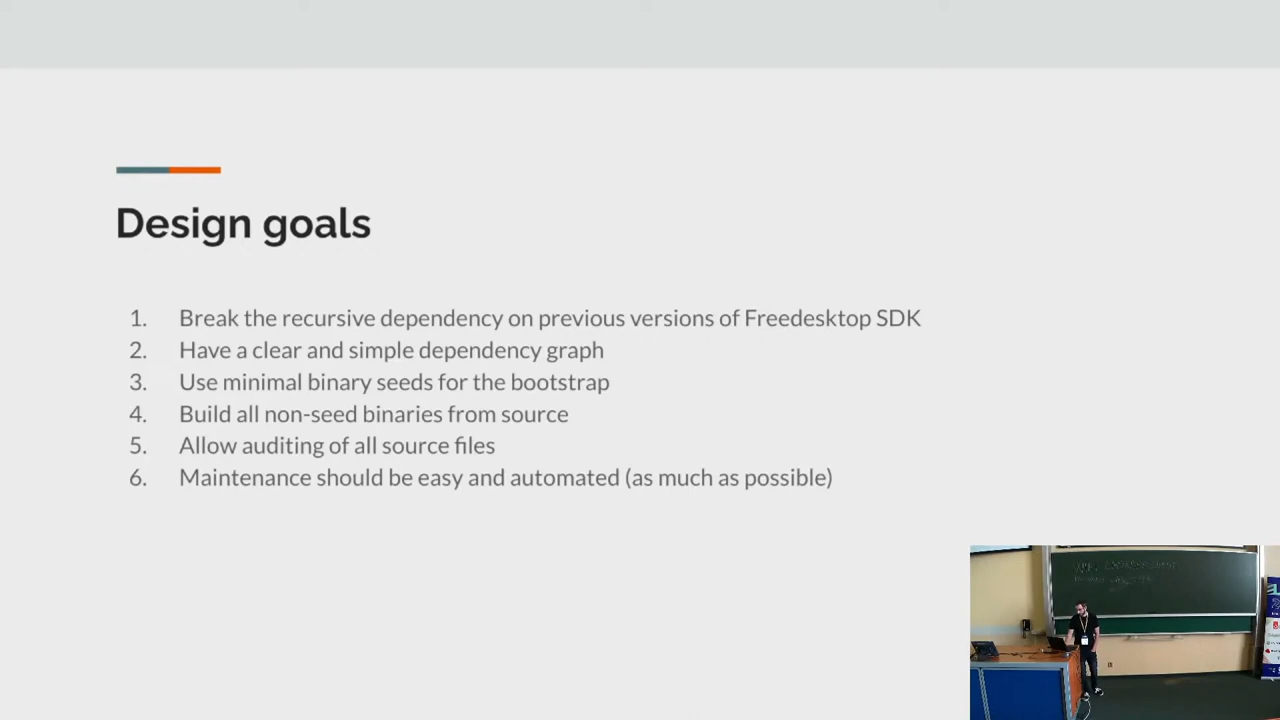 Design goals
1. Break the recursive dependency on previous versions of Freedesktop SDK
2. Have a clear and simple dependency graph
3. Use minimal binary seeds for the bootstrap
4. Build all non-seed binaries from source
5. Allow auditing of all source files
6. Maintenance should be easy and automated (as much as possible)